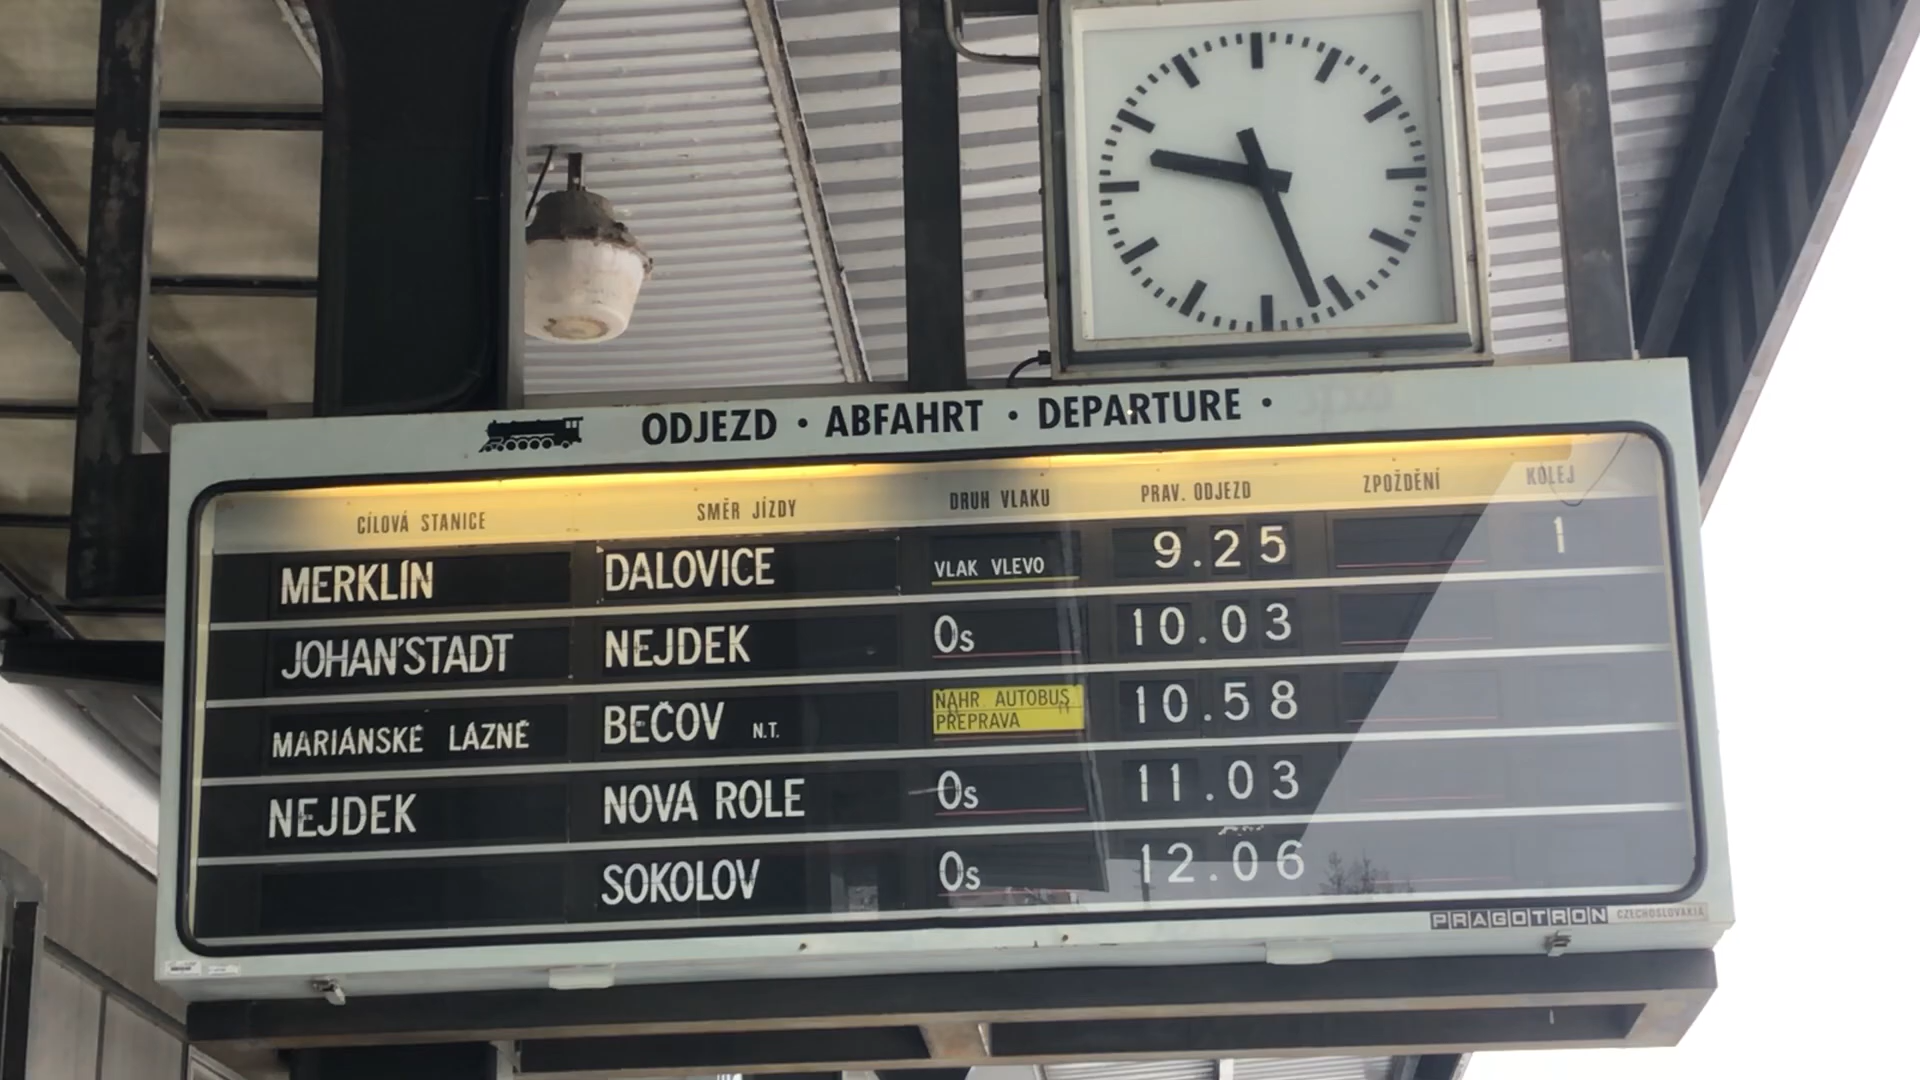 ODJEZD · ABFAHRT · DEPARTURE ·
CÍLOVÁ STANICE SMĚR JÍZDY DRUH VLAKU PRAV. ODJEZD ZPOŽDĚNÍ KOLEJ
MERKLÍN DALOVICE VLAK VLEVO 9.25 1
JOHAN'STADT NEJDEK Os 10.03
MARIÁNSKÉ LÁZNĚ BEČOV N.T. NÁHR. AUTOBUS PŘEPRAVA 10.58
NEJDEK NOVÁ ROLE Os 11.03
SOKOLOV Os 12.06
PRAGOTRON CZECHOSLOVAKIA